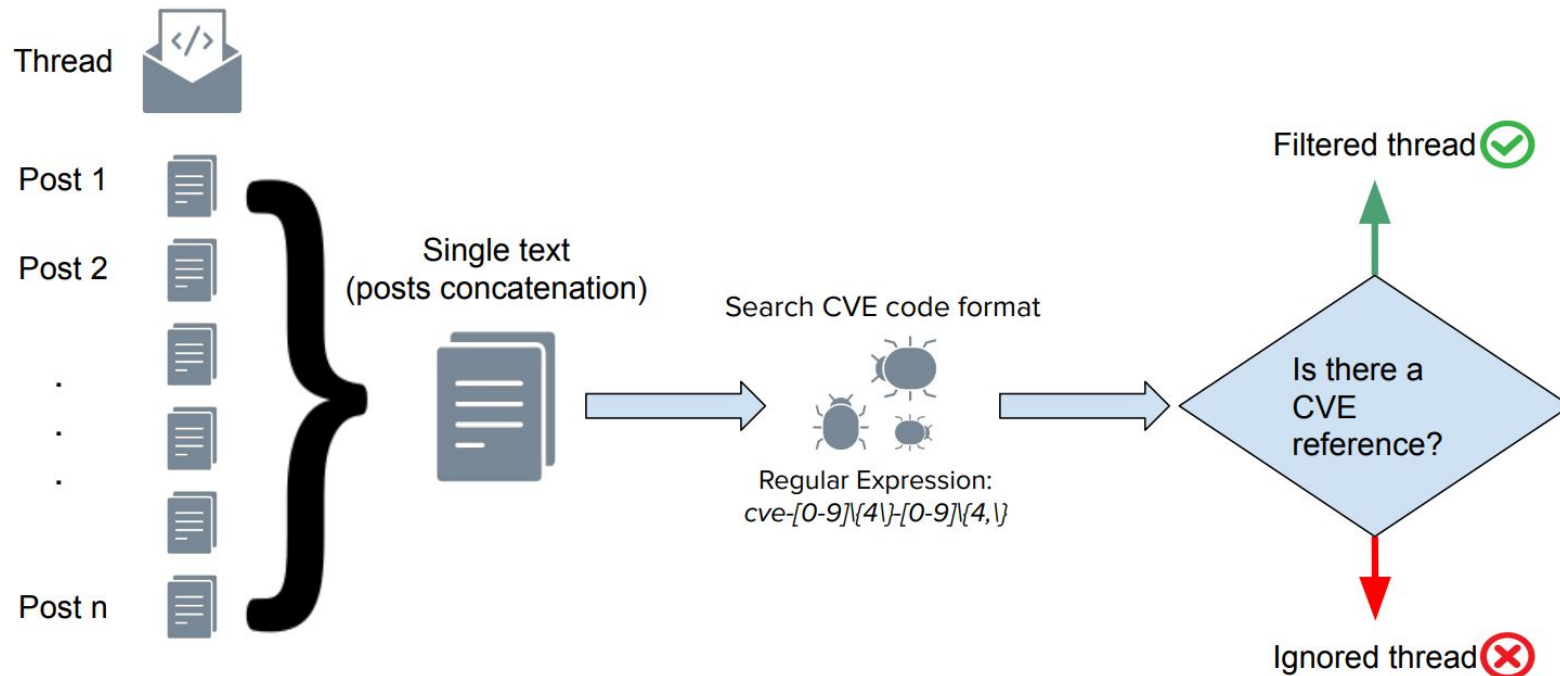 </>
Thread
Post 1
Post 2
.
.
.
Post n
Single text
(posts concatenation)
Search CVE code format
Regular Expression:
cve-[0-9]\{4\}-[0-9]\{4,\}
Is there a
CVE
reference?
Filtered thread
Ignored thread